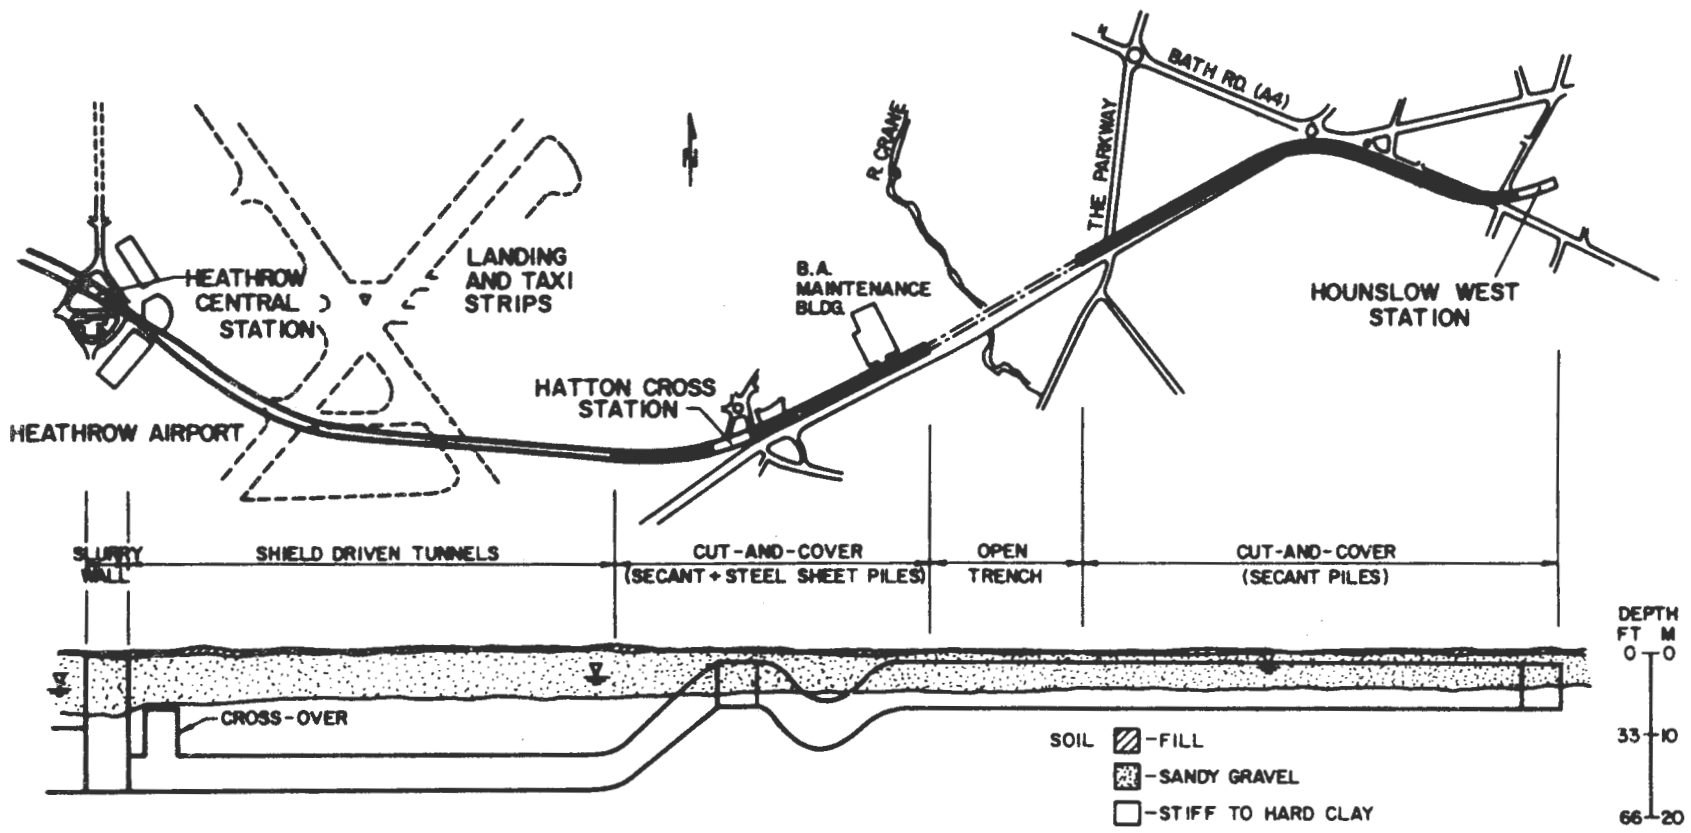 BATH RD. (A4)
R. CRANE
THE PARKWAY
N
HEATHROW
CENTRAL
STATION
LANDING
AND TAXI
STRIPS
B.A.
MAINTENANCE
BLDG.
HOUNSLOW WEST
STATION
HATTON CROSS
STATION
HEATHROW AIRPORT
SLURRY
WALL
SHIELD DRIVEN TUNNELS
CUT-AND-COVER
(SECANT + STEEL SHEET PILES)
OPEN
TRENCH
CUT-AND-COVER
(SECANT PILES)
DEPTH
FT M
0 0
33 10
66 20
CROSS-OVER
SOIL -FILL
-SANDY GRAVEL
-STIFF TO HARD CLAY